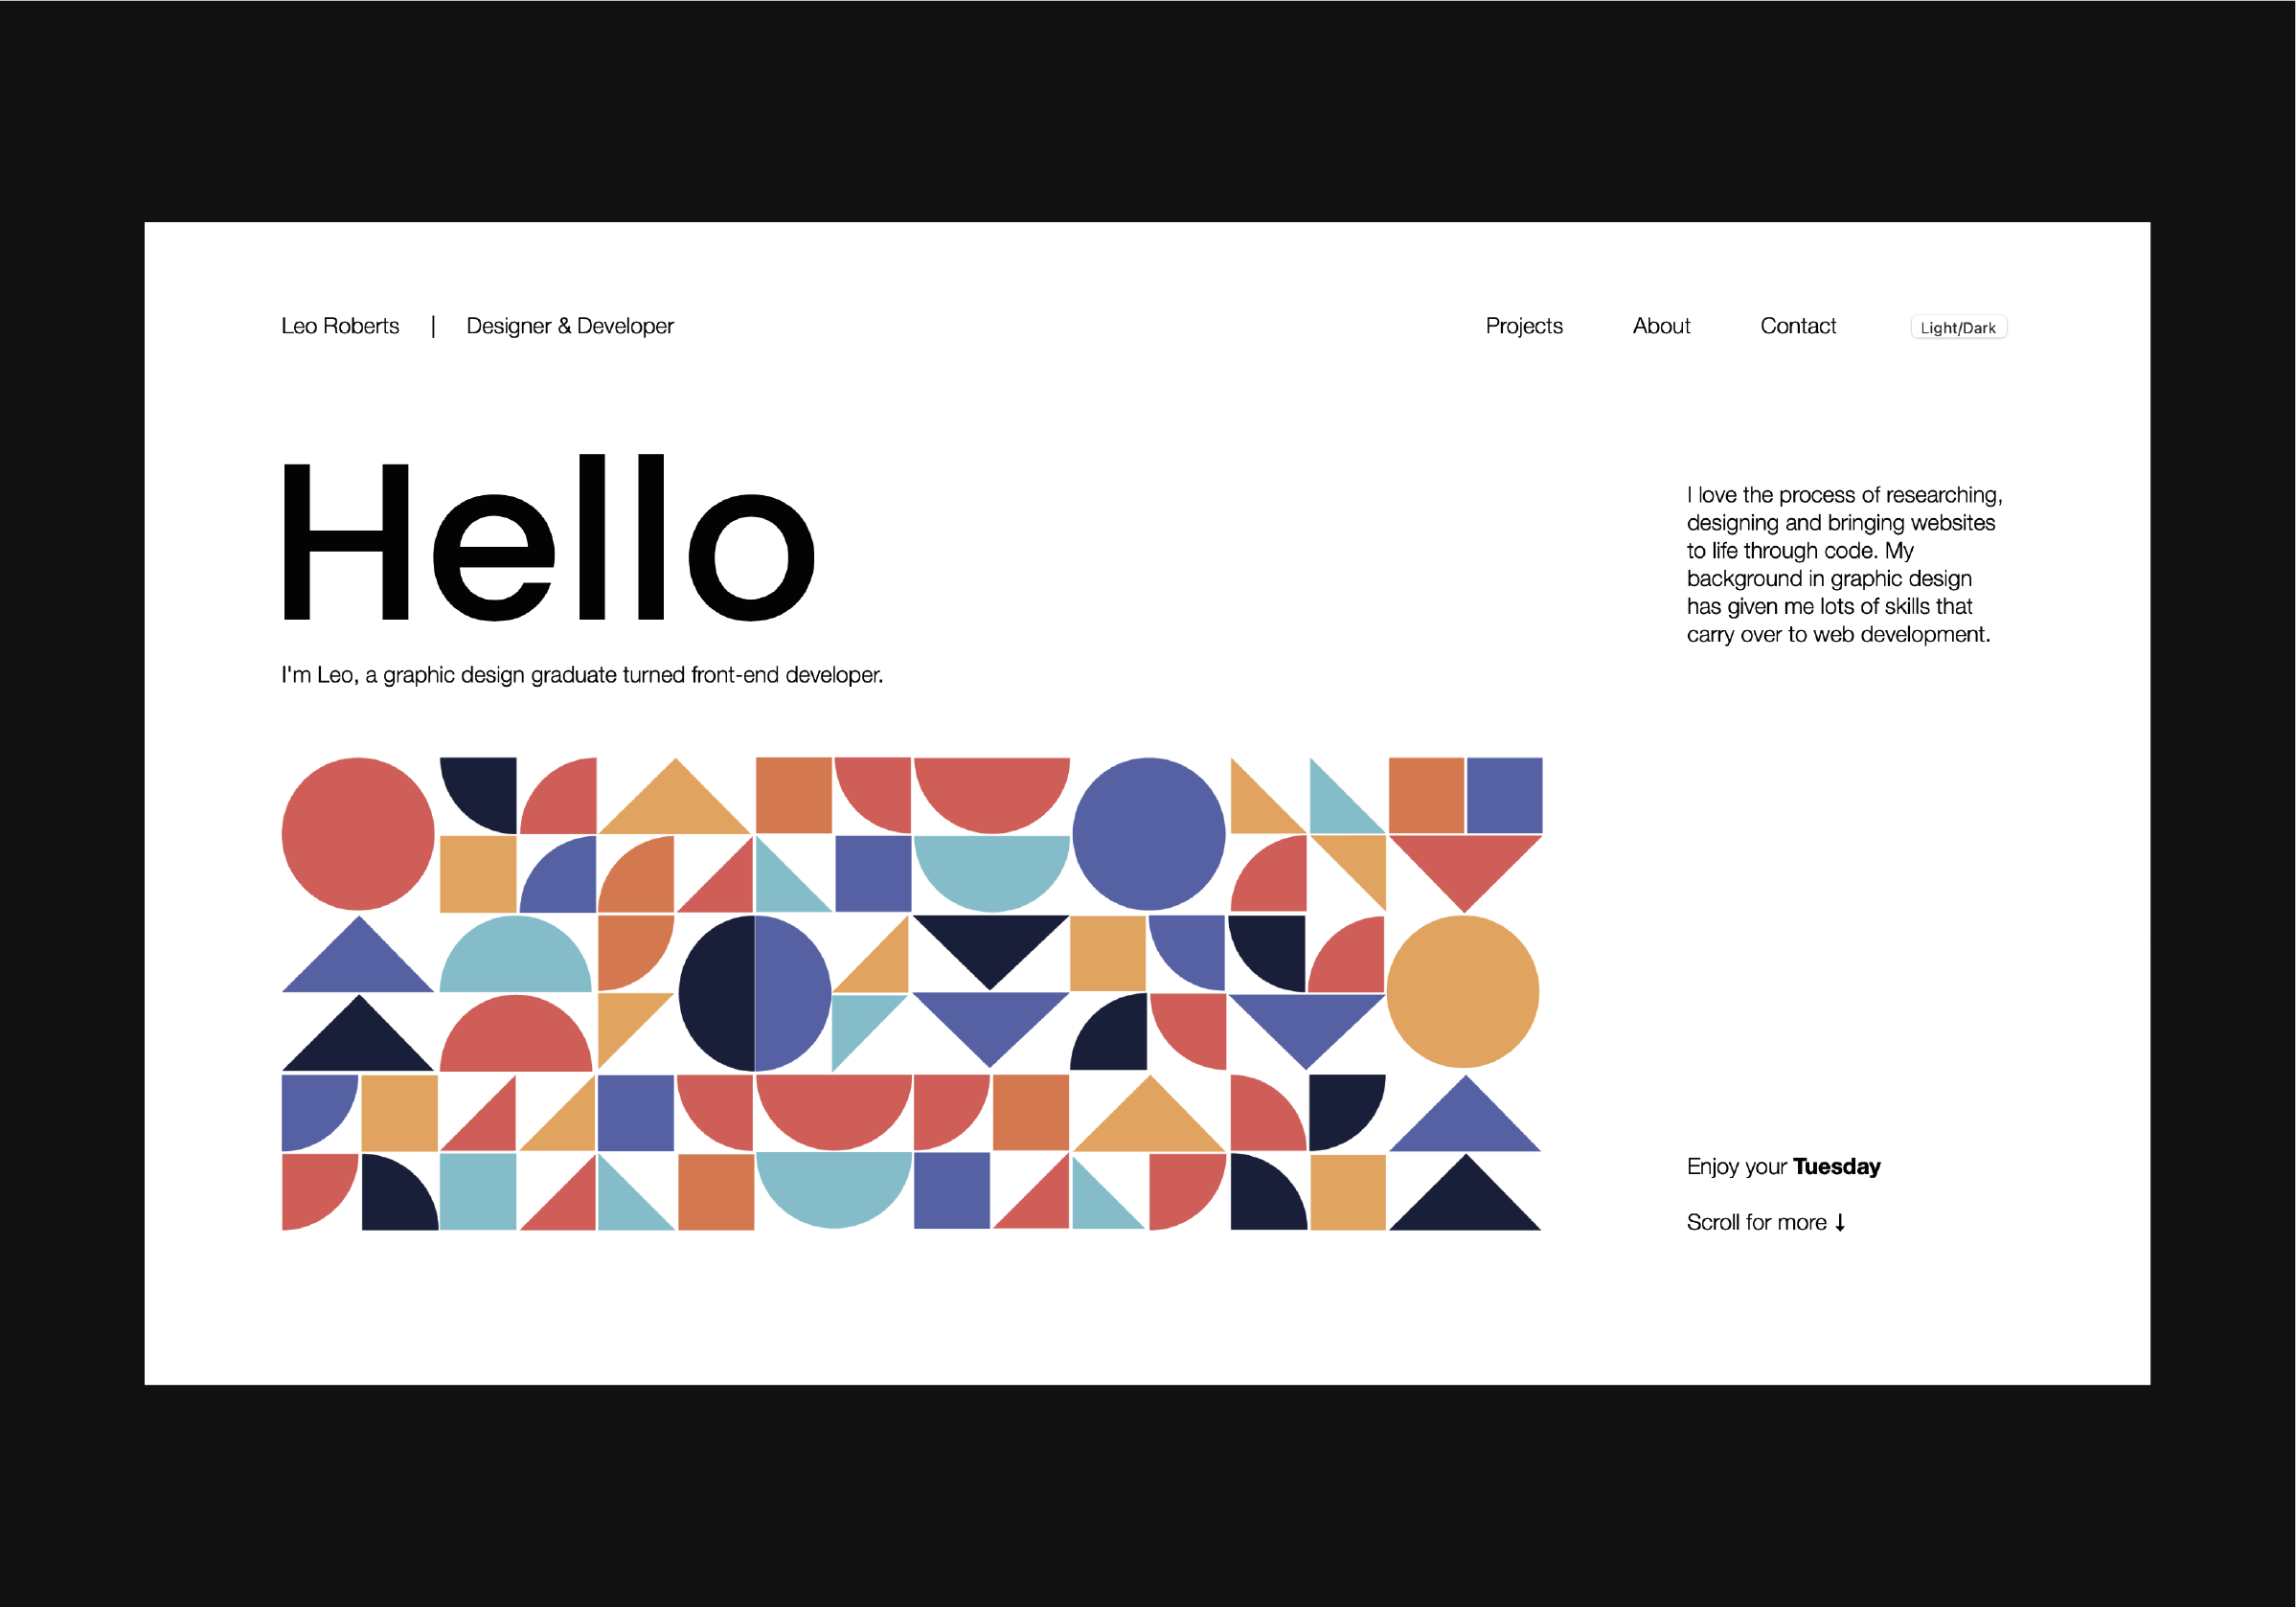 Leo Roberts | Designer & Developer
Projects About Contact Light/Dark
Hello
I'm Leo, a graphic design graduate turned front-end developer.
I love the process of researching,
designing and bringing websites
to life through code. My
background in graphic design
has given me lots of skills that
carry over to web development.
Enjoy your Tuesday
Scroll for more ↓